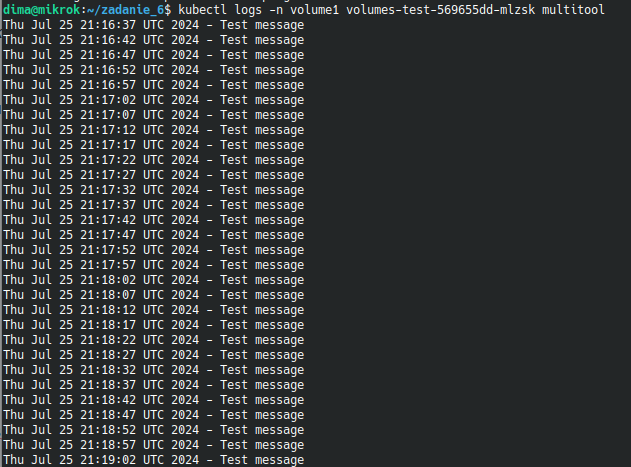 dima@mikrok:~/zadanie_6$ kubectl logs -n volume1 volumes-test-569655dd-mlzsk multitool
Thu Jul 25 21:16:37 UTC 2024 - Test message
Thu Jul 25 21:16:42 UTC 2024 - Test message
Thu Jul 25 21:16:47 UTC 2024 - Test message
Thu Jul 25 21:16:52 UTC 2024 - Test message
Thu Jul 25 21:16:57 UTC 2024 - Test message
Thu Jul 25 21:17:02 UTC 2024 - Test message
Thu Jul 25 21:17:07 UTC 2024 - Test message
Thu Jul 25 21:17:12 UTC 2024 - Test message
Thu Jul 25 21:17:17 UTC 2024 - Test message
Thu Jul 25 21:17:22 UTC 2024 - Test message
Thu Jul 25 21:17:27 UTC 2024 - Test message
Thu Jul 25 21:17:32 UTC 2024 - Test message
Thu Jul 25 21:17:37 UTC 2024 - Test message
Thu Jul 25 21:17:42 UTC 2024 - Test message
Thu Jul 25 21:17:47 UTC 2024 - Test message
Thu Jul 25 21:17:52 UTC 2024 - Test message
Thu Jul 25 21:17:57 UTC 2024 - Test message
Thu Jul 25 21:18:02 UTC 2024 - Test message
Thu Jul 25 21:18:07 UTC 2024 - Test message
Thu Jul 25 21:18:12 UTC 2024 - Test message
Thu Jul 25 21:18:17 UTC 2024 - Test message
Thu Jul 25 21:18:22 UTC 2024 - Test message
Thu Jul 25 21:18:27 UTC 2024 - Test message
Thu Jul 25 21:18:32 UTC 2024 - Test message
Thu Jul 25 21:18:37 UTC 2024 - Test message
Thu Jul 25 21:18:42 UTC 2024 - Test message
Thu Jul 25 21:18:47 UTC 2024 - Test message
Thu Jul 25 21:18:52 UTC 2024 - Test message
Thu Jul 25 21:18:57 UTC 2024 - Test message
Thu Jul 25 21:19:02 UTC 2024 - Test message